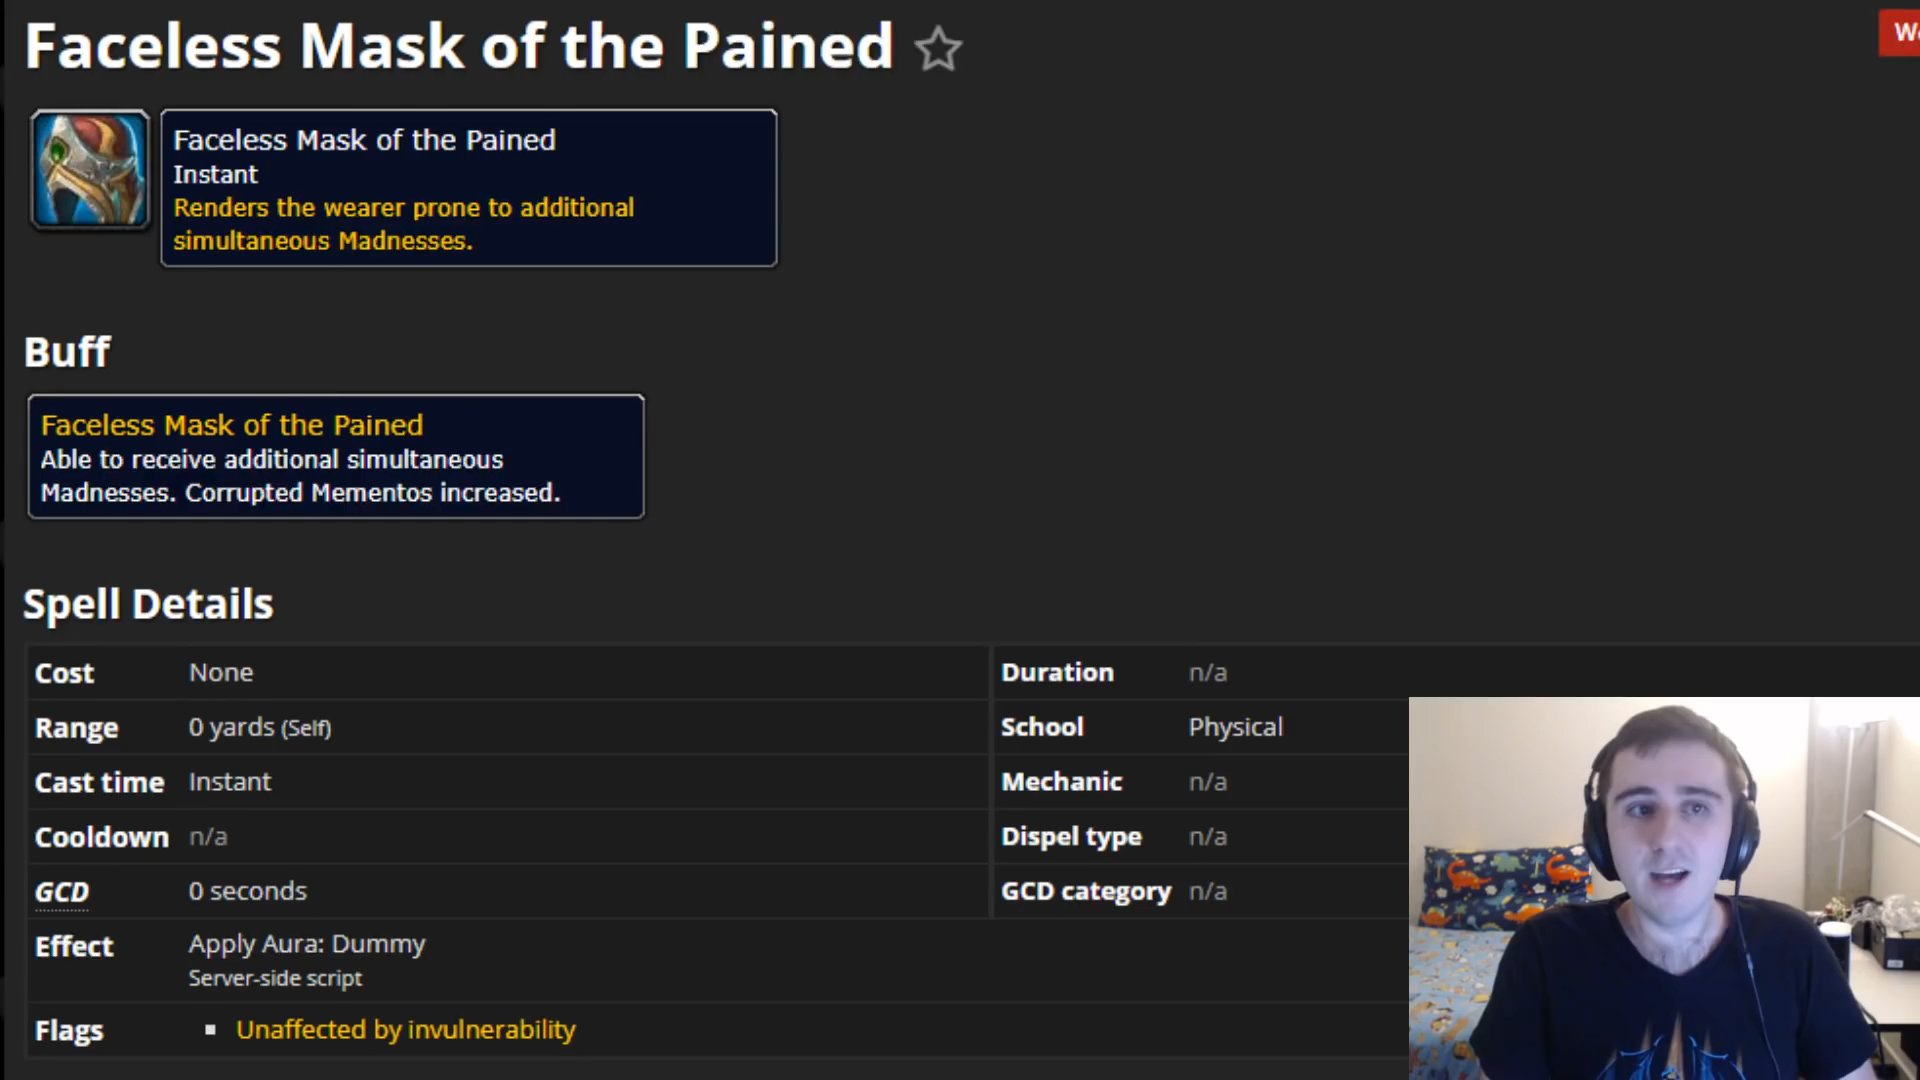 Faceless Mask of the Pained
Faceless Mask of the Pained
Instant
Renders the wearer prone to additional
simultaneous Madnesses.
Buff
Faceless Mask of the Pained
Able to receive additional simultaneous
Madnesses. Corrupted Mementos increased.
Spell Details
Cost None Duration n/a
Range 0 yards (Self) School Physical
Cast time Instant Mechanic n/a
Cooldown n/a Dispel type n/a
GCD 0 seconds GCD category n/a
Effect Apply Aura: Dummy
Server-side script
Flags ▪ Unaffected by invulnerability